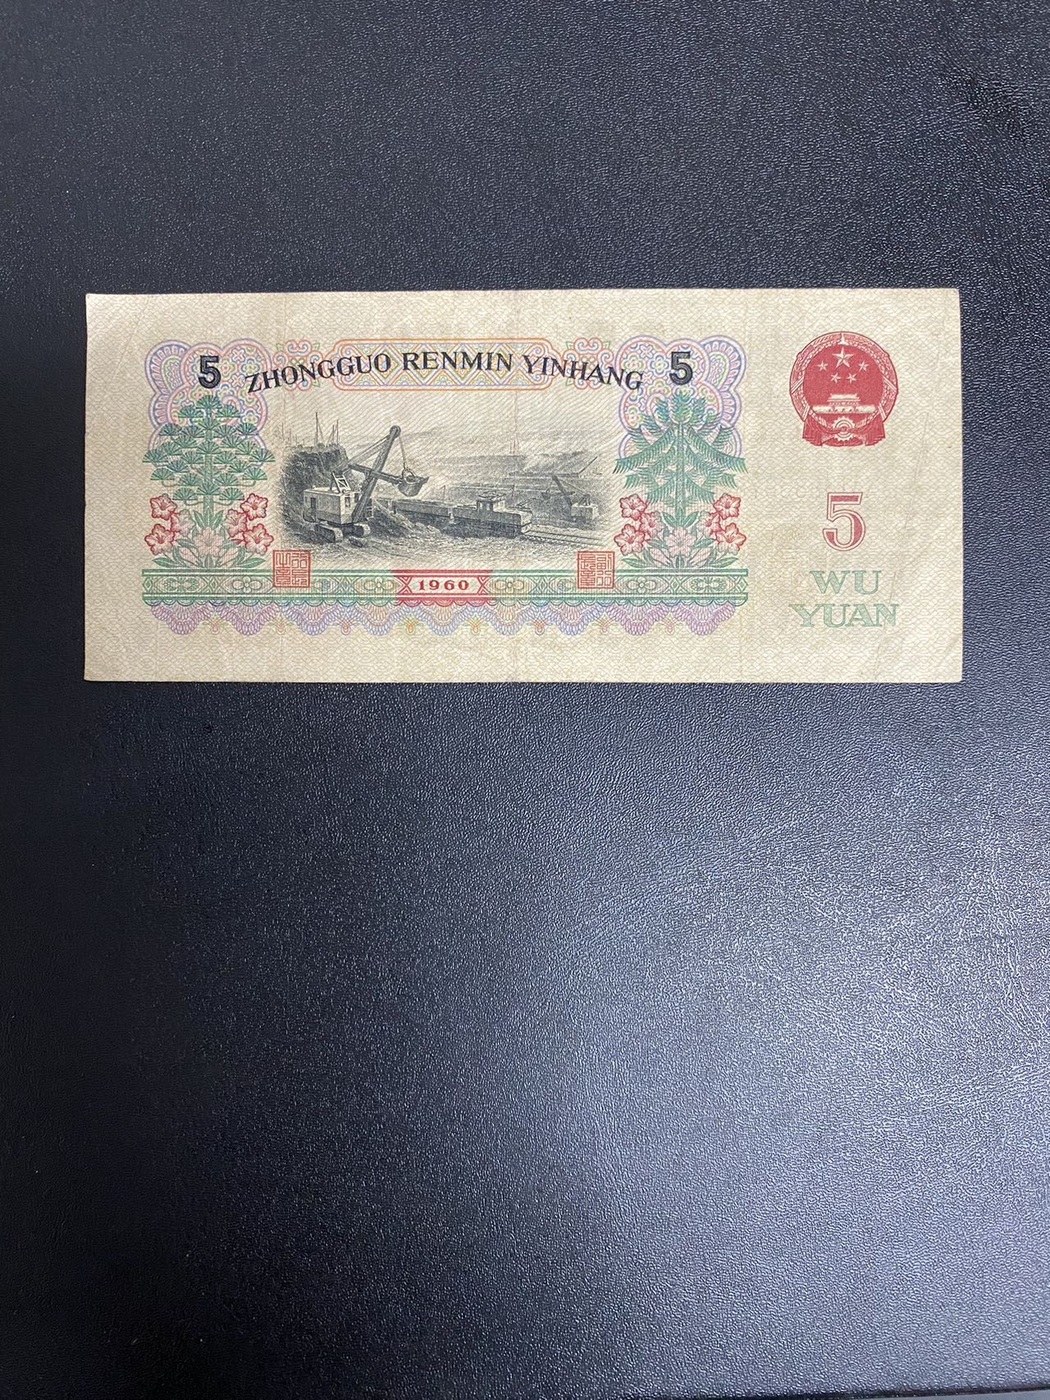 5 ZHONGGUO RENMIN YINHANG 5
5
WU
YUAN
1960